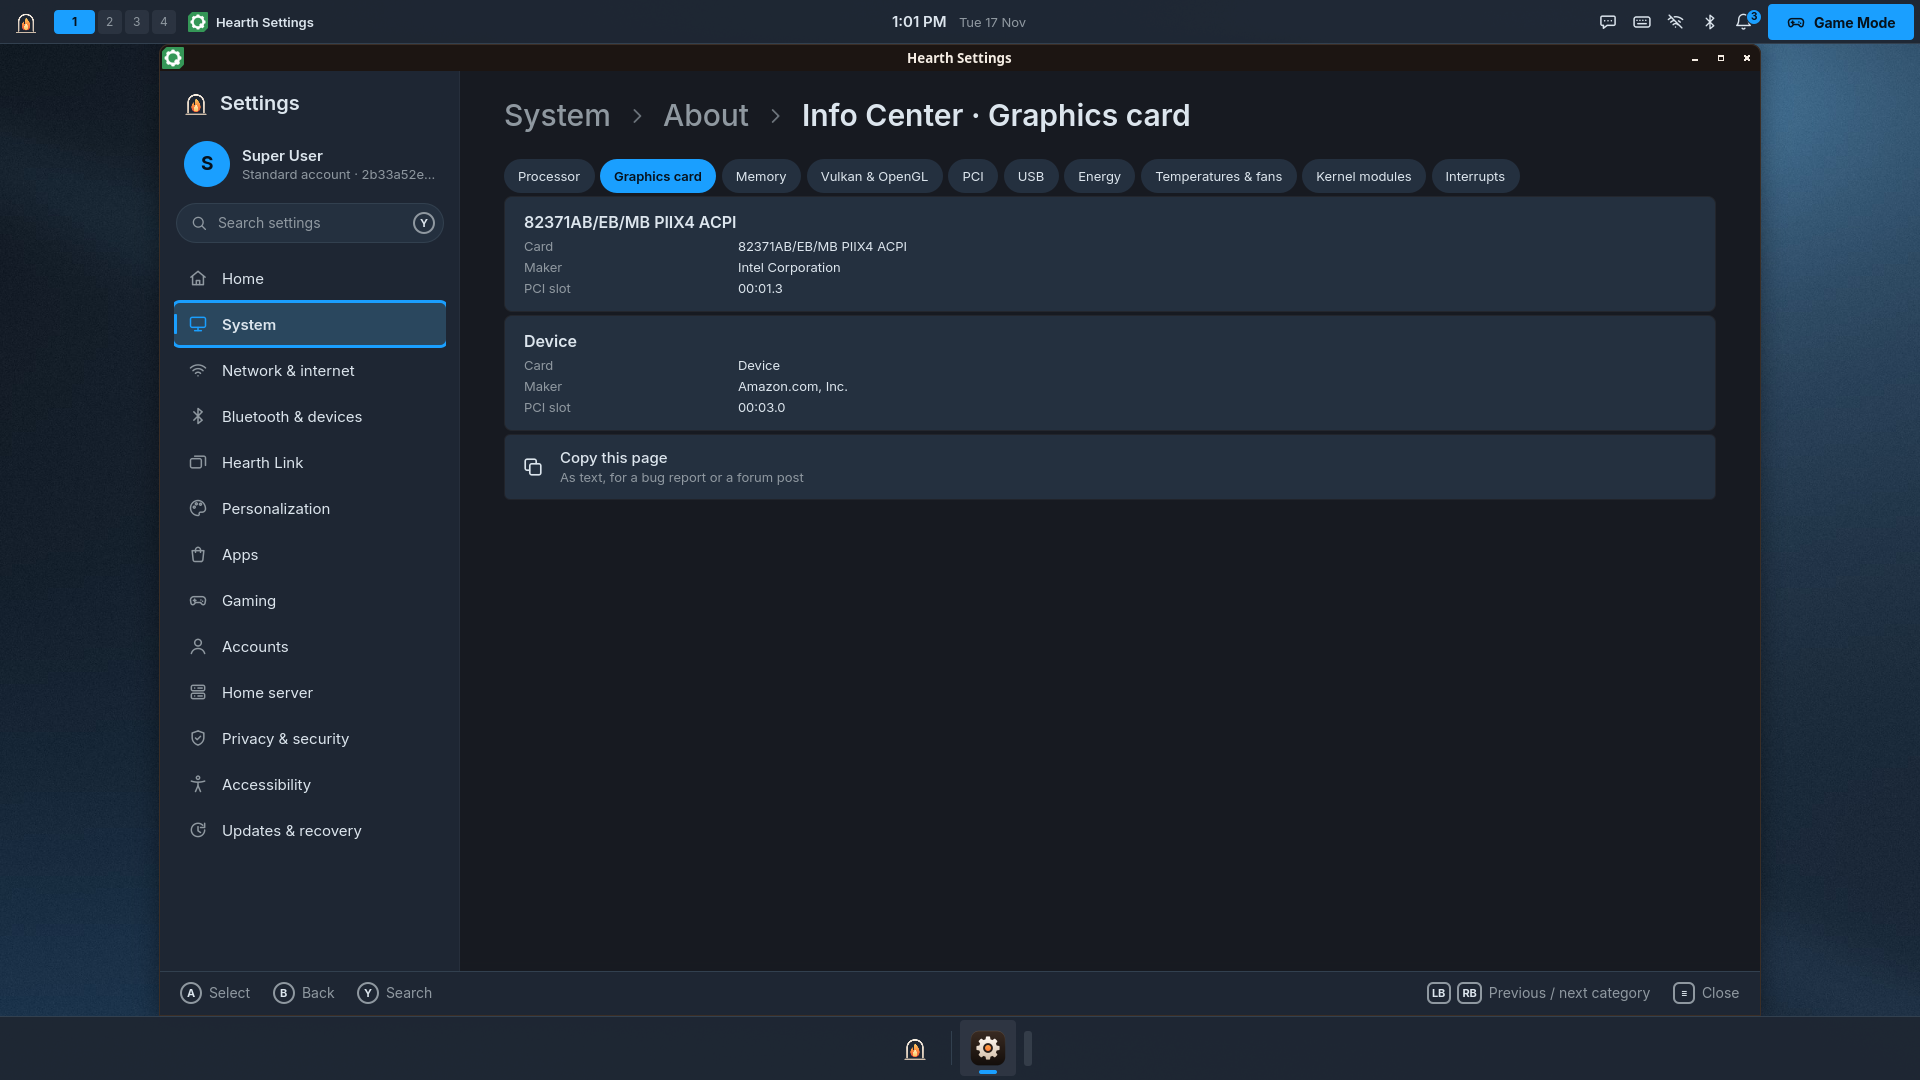 1 2 3 4 Hearth Settings 1:01 PM Tue 17 Nov 3 Game Mode
Hearth Settings
Settings
S Super User
Standard account · 2b33a52e...
Search settings Y
Home
System
Network & internet
Bluetooth & devices
Hearth Link
Personalization
Apps
Gaming
Accounts
Home server
Privacy & security
Accessibility
Updates & recovery
System > About > Info Center · Graphics card
Processor Graphics card Memory Vulkan & OpenGL PCI USB Energy Temperatures & fans Kernel modules Interrupts
82371AB/EB/MB PIIX4 ACPI
Card 82371AB/EB/MB PIIX4 ACPI
Maker Intel Corporation
PCI slot 00:01.3
Device
Card Device
Maker Amazon.com, Inc.
PCI slot 00:03.0
Copy this page
As text, for a bug report or a forum post
A Select B Back Y Search LB RB Previous / next category Close